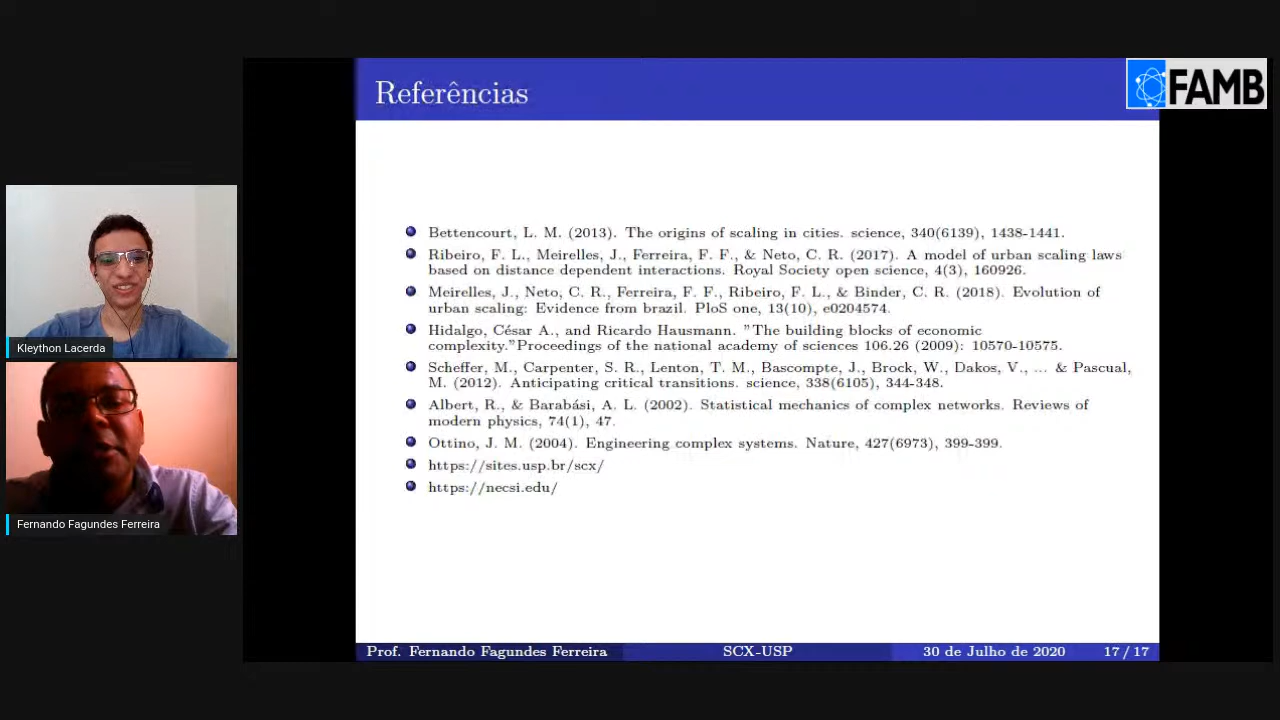 Referências
FAMB
Bettencourt, L. M. (2013). The origins of scaling in cities. science, 340(6139), 1438-1441.
Ribeiro, F. L., Meirelles, J., Ferreira, F. F., & Neto, C. R. (2017). A model of urban scaling laws
based on distance dependent interactions. Royal Society open science, 4(3), 160926.
Meirelles, J., Neto, C. R., Ferreira, F. F., Ribeiro, F. L., & Binder, C. R. (2018). Evolution of
urban scaling: Evidence from brazil. PloS one, 13(10), e0204574.
Hidalgo, César A., and Ricardo Hausmann. "The building blocks of economic
complexity."Proceedings of the national academy of sciences 106.26 (2009): 10570-10575.
Scheffer, M., Carpenter, S. R., Lenton, T. M., Bascompte, J., Brock, W., Dakos, V., ... & Pascual,
M. (2012). Anticipating critical transitions. science, 338(6105), 344-348.
Albert, R., & Barabási, A. L. (2002). Statistical mechanics of complex networks. Reviews of
modern physics, 74(1), 47.
Ottino, J. M. (2004). Engineering complex systems. Nature, 427(6973), 399-399.
https://sites.usp.br/scx/
https://necsi.edu/
Kleython Lacerda
Fernando Fagundes Ferreira
Prof. Fernando Fagundes Ferreira SCX-USP 30 de Julho de 2020 17/17